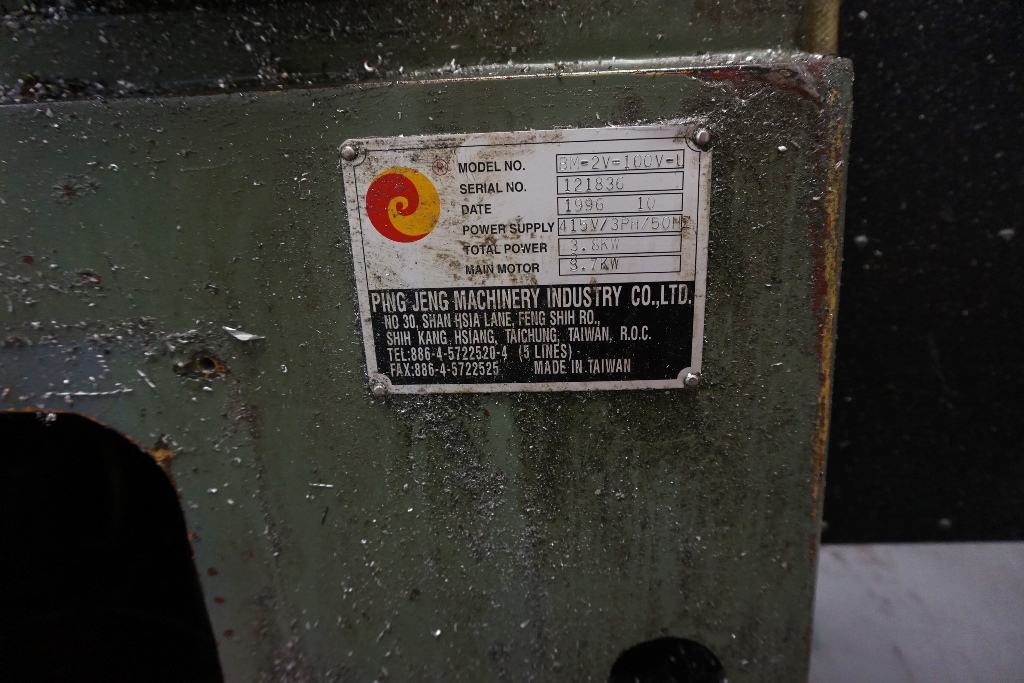 MODEL NO. BM-2V-100V-L
SERIAL NO. 121836
DATE 1996 10
POWER SUPPLY 415V/3PH/50H
TOTAL POWER 3.8KW
MAIN MOTOR 3.7KW
PING JENG MACHINERY INDUSTRY CO.,LTD.
NO 30, SHAN HSIA LANE, FENG SHIH RD.,
SHIH KANG HSIANG, TAICHUNG, TAIWAN, R.O.C.
TEL:886-4-5722520-4 (5 LINES)
FAX:886-4-5722525 MADE IN TAIWAN